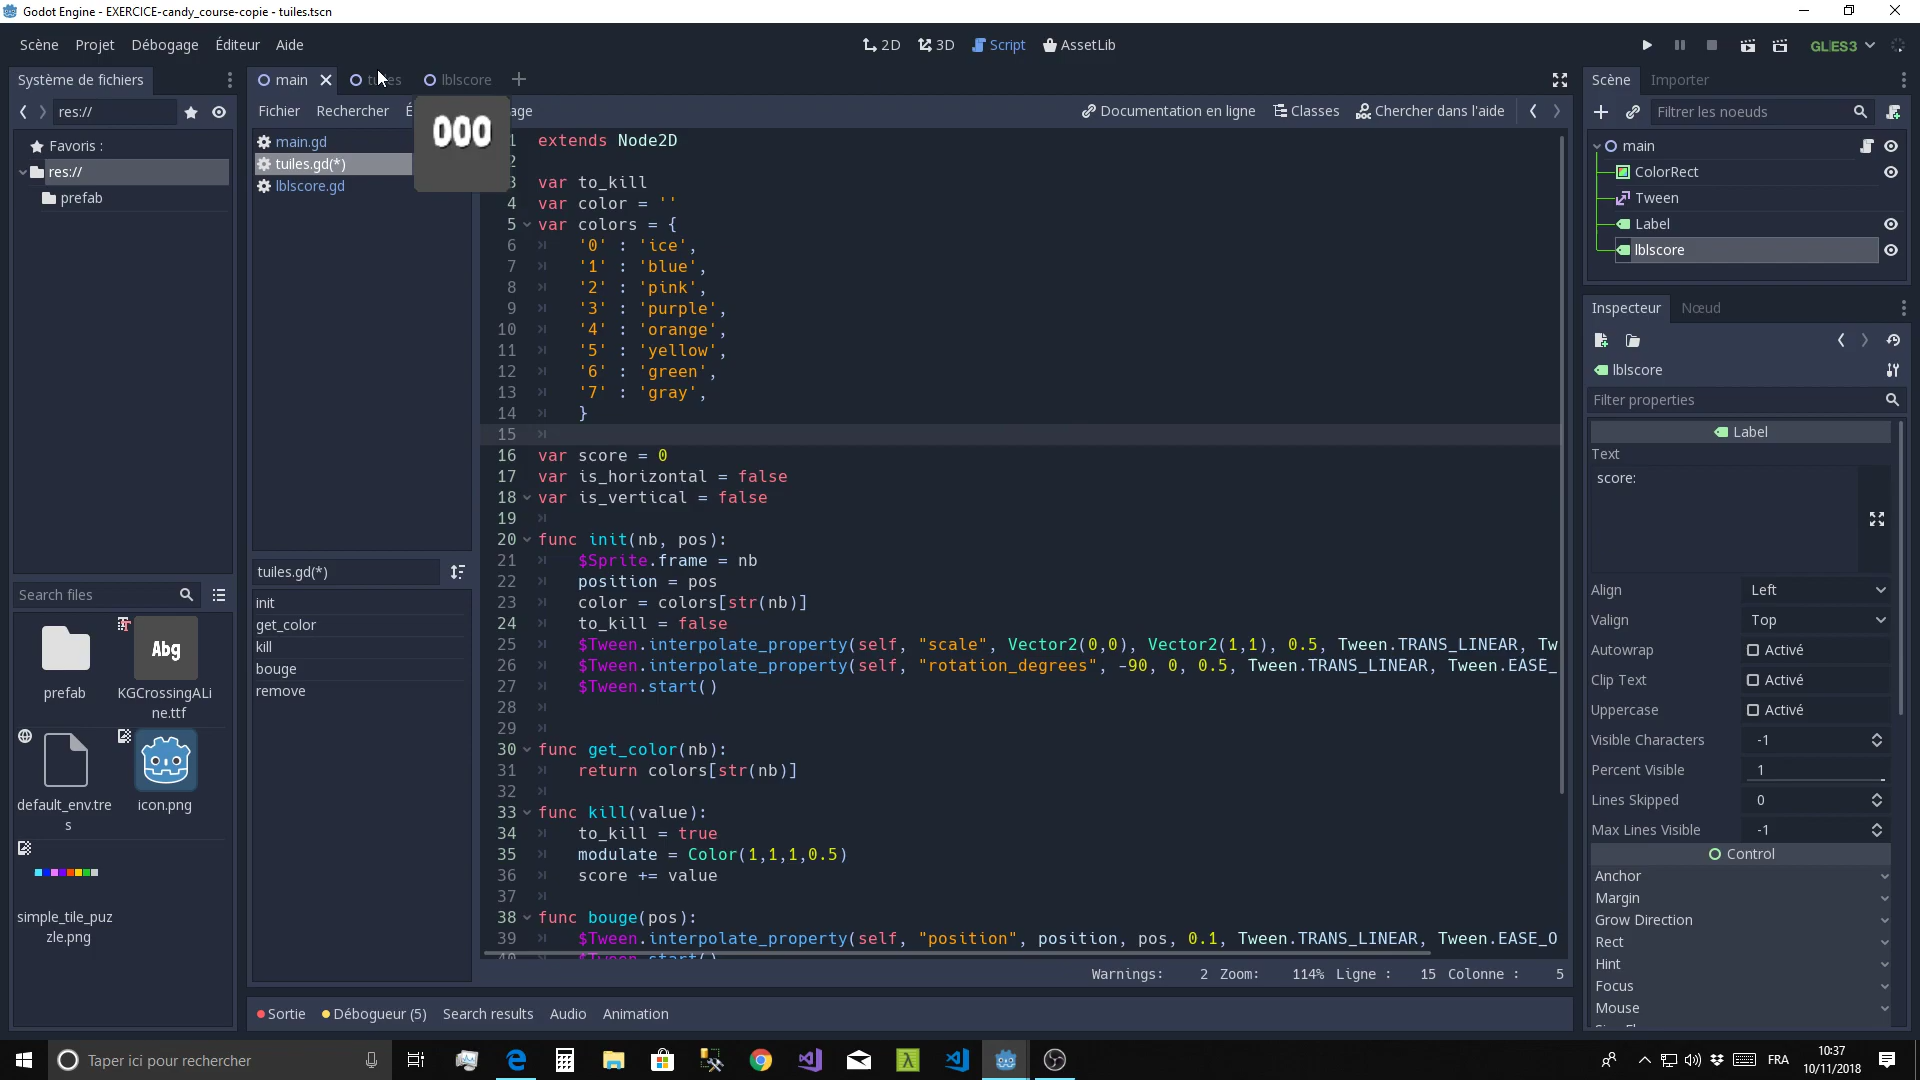 Godot Engine - EXERCICE-candy_course-copie - tuiles.tscn
Scène Projet Débogage Éditeur Aide
2D 3D Script AssetLib
GLES3
Système de fichiers
res://
Favoris :
res://
prefab
Search files
prefab
KGCrossingALi
ne.ttf
Abg
default_env.tre
s
icon.png
simple_tile_puz
zle.png
main tuiles lblscore
000
Fichier Rechercher
Documentation en ligne Classes Chercher dans l'aide
main.gd
tuiles.gd(*)
lblscore.gd
tuiles.gd(*)
init
get_color
kill
bouge
remove
1 extends Node2D
2
3 var to_kill
4 var color = ''
5 var colors = {
6 '0' : 'ice',
7 '1' : 'blue',
8 '2' : 'pink',
9 '3' : 'purple',
10 '4' : 'orange',
11 '5' : 'yellow',
12 '6' : 'green',
13 '7' : 'gray',
14 }
15
16 var score = 0
17 var is_horizontal = false
18 var is_vertical = false
19
20 func init(nb, pos):
21 $Sprite.frame = nb
22 position = pos
23 color = colors[str(nb)]
24 to_kill = false
25 $Tween.interpolate_property(self, "scale", Vector2(0,0), Vector2(1,1), 0.5, Tween.TRANS_LINEAR, Tw
26 $Tween.interpolate_property(self, "rotation_degrees", -90, 0, 0.5, Tween.TRANS_LINEAR, Tween.EASE_
27 $Tween.start()
28
29
30 func get_color(nb):
31 return colors[str(nb)]
32
33 func kill(value):
34 to_kill = true
35 modulate = Color(1,1,1,0.5)
36 score += value
37
38 func bouge(pos):
39 $Tween.interpolate_property(self, "position", position, pos, 0.1, Tween.TRANS_LINEAR, Tween.EASE_O
40 $Tween.start()
Warnings: 2 Zoom: 114% Ligne : 15 Colonne : 5
Sortie Débogueur (5) Search results Audio Animation
Scène Importer
Filtrer les noeuds
main
ColorRect
Tween
Label
lblscore
Inspecteur Nœud
lblscore
Filter properties
Label
Text
score:
Align Left
Valign Top
Autowrap Activé
Clip Text Activé
Uppercase Activé
Visible Characters -1
Percent Visible 1
Lines Skipped 0
Max Lines Visible -1
Control
Anchor
Margin
Grow Direction
Rect
Hint
Focus
Mouse
Taper ici pour rechercher
FRA
10:37
10/11/2018